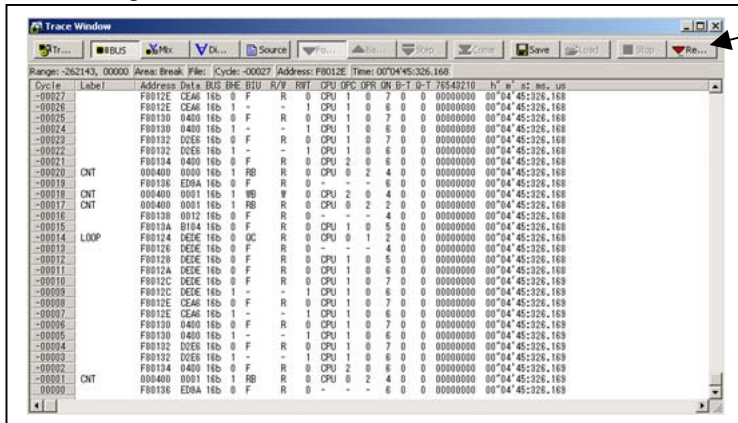 Trace Window
Tr... BUS Mix Di... Source Fo... Ba... Step Come Save Load Stop Re...
Range: -262143, 00000 Area: Break File: Cycle: -00027 Address: F8012E Time: 00"04'45:326.168
Cycle Label Address Data BUS BHE BIU R/W RWT CPU OPC OPR QN B-T Q-T 76543210 h" m' s: ms. us
-00027 F8012E CEA6 16b 0 F R 0 CPU 1 0 7 0 0 00000000 00"04'45:326.168
-00026 F8012E CEA6 16b 1 - - 1 CPU 1 0 6 0 0 00000000 00"04'45:326.168
-00025 F80130 0400 16b 0 F R 0 CPU 1 0 7 0 0 00000000 00"04'45:326.168
-00024 F80130 0400 16b 1 - - 1 CPU 1 0 6 0 0 00000000 00"04'45:326.168
-00023 F80132 D2E6 16b 0 F R 0 CPU 1 0 7 0 0 00000000 00"04'45:326.168
-00022 F80132 D2E6 16b 1 - - 1 CPU 1 0 6 0 0 00000000 00"04'45:326.168
-00021 F80134 0400 16b 0 F R 0 CPU 2 0 6 0 0 00000000 00"04'45:326.168
-00020 CNT 000400 0000 16b 1 RB R 0 CPU 0 2 4 0 0 00000000 00"04'45:326.168
-00019 F80136 ED8A 16b 0 F R 0 - - - 6 0 0 00000000 00"04'45:326.168
-00018 CNT 000400 0001 16b 1 WB W 0 CPU 2 0 4 0 0 00000000 00"04'45:326.168
-00017 CNT 000400 0001 16b 1 RB R 0 CPU 0 2 2 0 0 00000000 00"04'45:326.168
-00016 F80138 0012 16b 0 F R 0 - - - 4 0 0 00000000 00"04'45:326.168
-00015 F8013A B104 16b 0 F R 0 CPU 1 0 5 0 0 00000000 00"04'45:326.168
-00014 LOOP F80124 DEDE 16b 0 QC R 0 CPU 0 1 2 0 0 00000000 00"04'45:326.168
-00013 F80126 DEDE 16b 0 F R 0 - - - 4 0 0 00000000 00"04'45:326.168
-00012 F80128 DEDE 16b 0 F R 0 CPU 1 0 5 0 0 00000000 00"04'45:326.168
-00011 F8012A DEDE 16b 0 F R 0 CPU 1 0 6 0 0 00000000 00"04'45:326.168
-00010 F8012C DEDE 16b 0 F R 0 CPU 1 0 7 0 0 00000000 00"04'45:326.168
-00009 F8012C DEDE 16b 1 - - 1 CPU 1 0 6 0 0 00000000 00"04'45:326.169
-00008 F8012E CEA6 16b 0 F R 0 CPU 1 0 7 0 0 00000000 00"04'45:326.169
-00007 F8012E CEA6 16b 1 - - 1 CPU 1 0 6 0 0 00000000 00"04'45:326.169
-00006 F80130 0400 16b 0 F R 0 CPU 1 0 7 0 0 00000000 00"04'45:326.169
-00005 F80130 0400 16b 1 - - 1 CPU 1 0 6 0 0 00000000 00"04'45:326.169
-00004 F80132 D2E6 16b 0 F R 0 CPU 1 0 7 0 0 00000000 00"04'45:326.169
-00003 F80132 D2E6 16b 1 - - 1 CPU 1 0 6 0 0 00000000 00"04'45:326.169
-00002 F80134 0400 16b 0 F R 0 CPU 2 0 6 0 0 00000000 00"04'45:326.169
-00001 CNT 000400 0001 16b 1 RB R 0 CPU 0 2 4 0 0 00000000 00"04'45:326.169
00000 F80136 ED8A 16b 0 F R 0 - - - 6 0 0 00000000 00"04'45:326.169